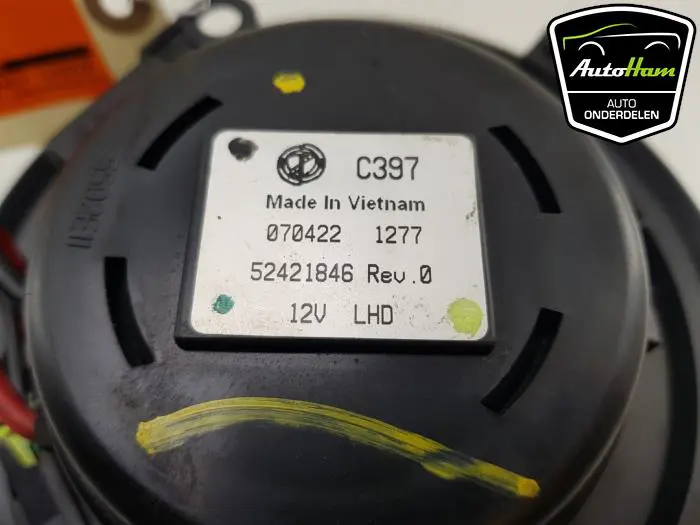 AutoHam
AUTO
ONDERDELEN
C397
Made In Vietnam
070422 1277
52421846 Rev.0
12V LHD